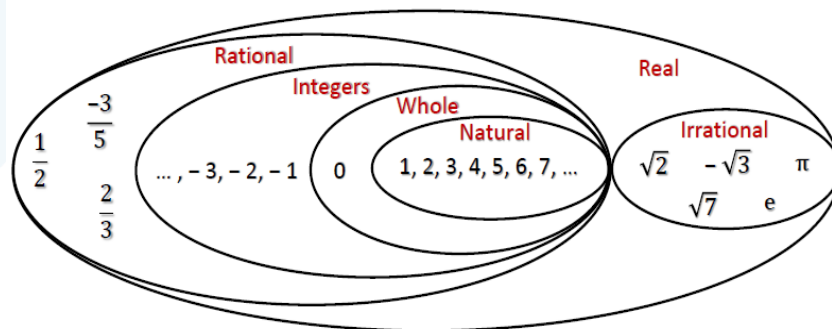 Rational
Real
Integers
Whole
Natural
Irrational
1/2
-3/5
2/3
..., - 3, - 2, - 1
0
1, 2, 3, 4, 5, 6, 7, ...
√2 - √3 π
√7 e